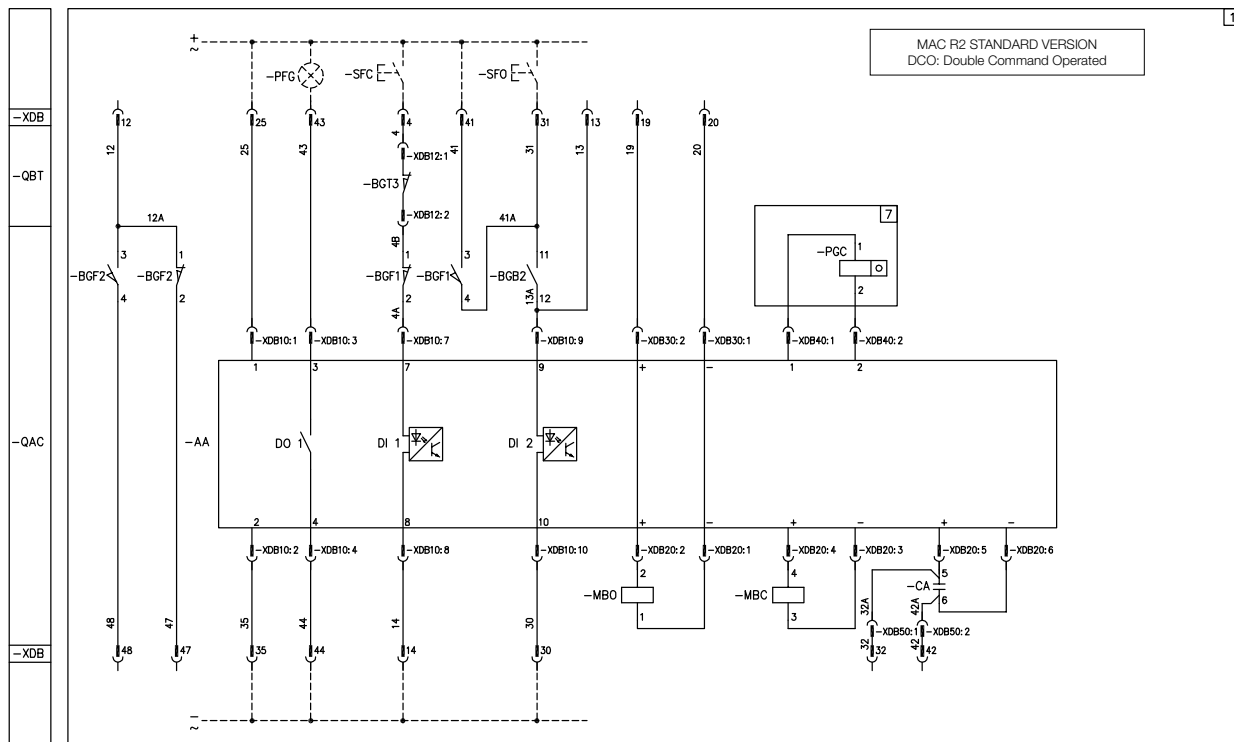 1
MAC R2 STANDARD VERSION
DCO: Double Command Operated
+
~
-PFG
-SFC
-SFO
-XDB
12
25
43
4
41
31
13
19
20
12
25
43
4
41
31
13
19
20
-XDB12:1
-QBT
-BGT3
-XDB12:2
12A
4B
41A
7
3
1
1
3
11
-PGC
1
-BGF2
-BGF2
-BGF1
-BGF1
-BGB2
4
2
2
4
13A
12
2
4A
-XDB10:1
-XDB10:3
-XDB10:7
-XDB10:9
-XDB30:2
-XDB30:1
-XDB40:1
-XDB40:2
1
3
7
9
+
-
1
2
-QAC
-AA
DO 1
DI 1
DI 2
2
4
8
10
+
-
+
-
+
-
-XDB10:2
-XDB10:4
-XDB10:8
-XDB10:10
-XDB20:2
-XDB20:1
-XDB20:4
-XDB20:3
-XDB20:5
-XDB20:6
2
4
5
-MBO
-MBC
-CA
1
3
6
32A
42A
48
47
35
44
14
30
-XDB50:1
-XDB50:2
32
42
-XDB
48
47
35
44
14
30
32
42
-
~